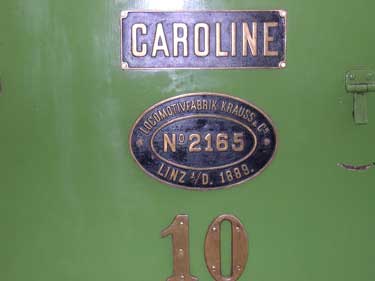 CAROLINE
LOCOMOTIVFABRIK KRAUSS & Co.
No 2165
LINZ A/D. 1889.
10